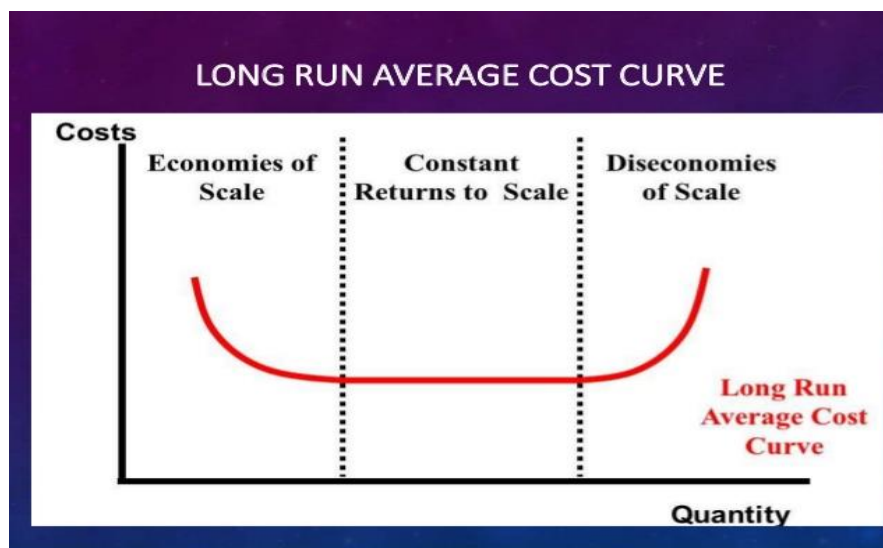 LONG RUN AVERAGE COST CURVE
Costs
Economies of
Scale
Constant
Returns to Scale
Diseconomies
of Scale
Long Run
Average Cost
Curve
Quantity